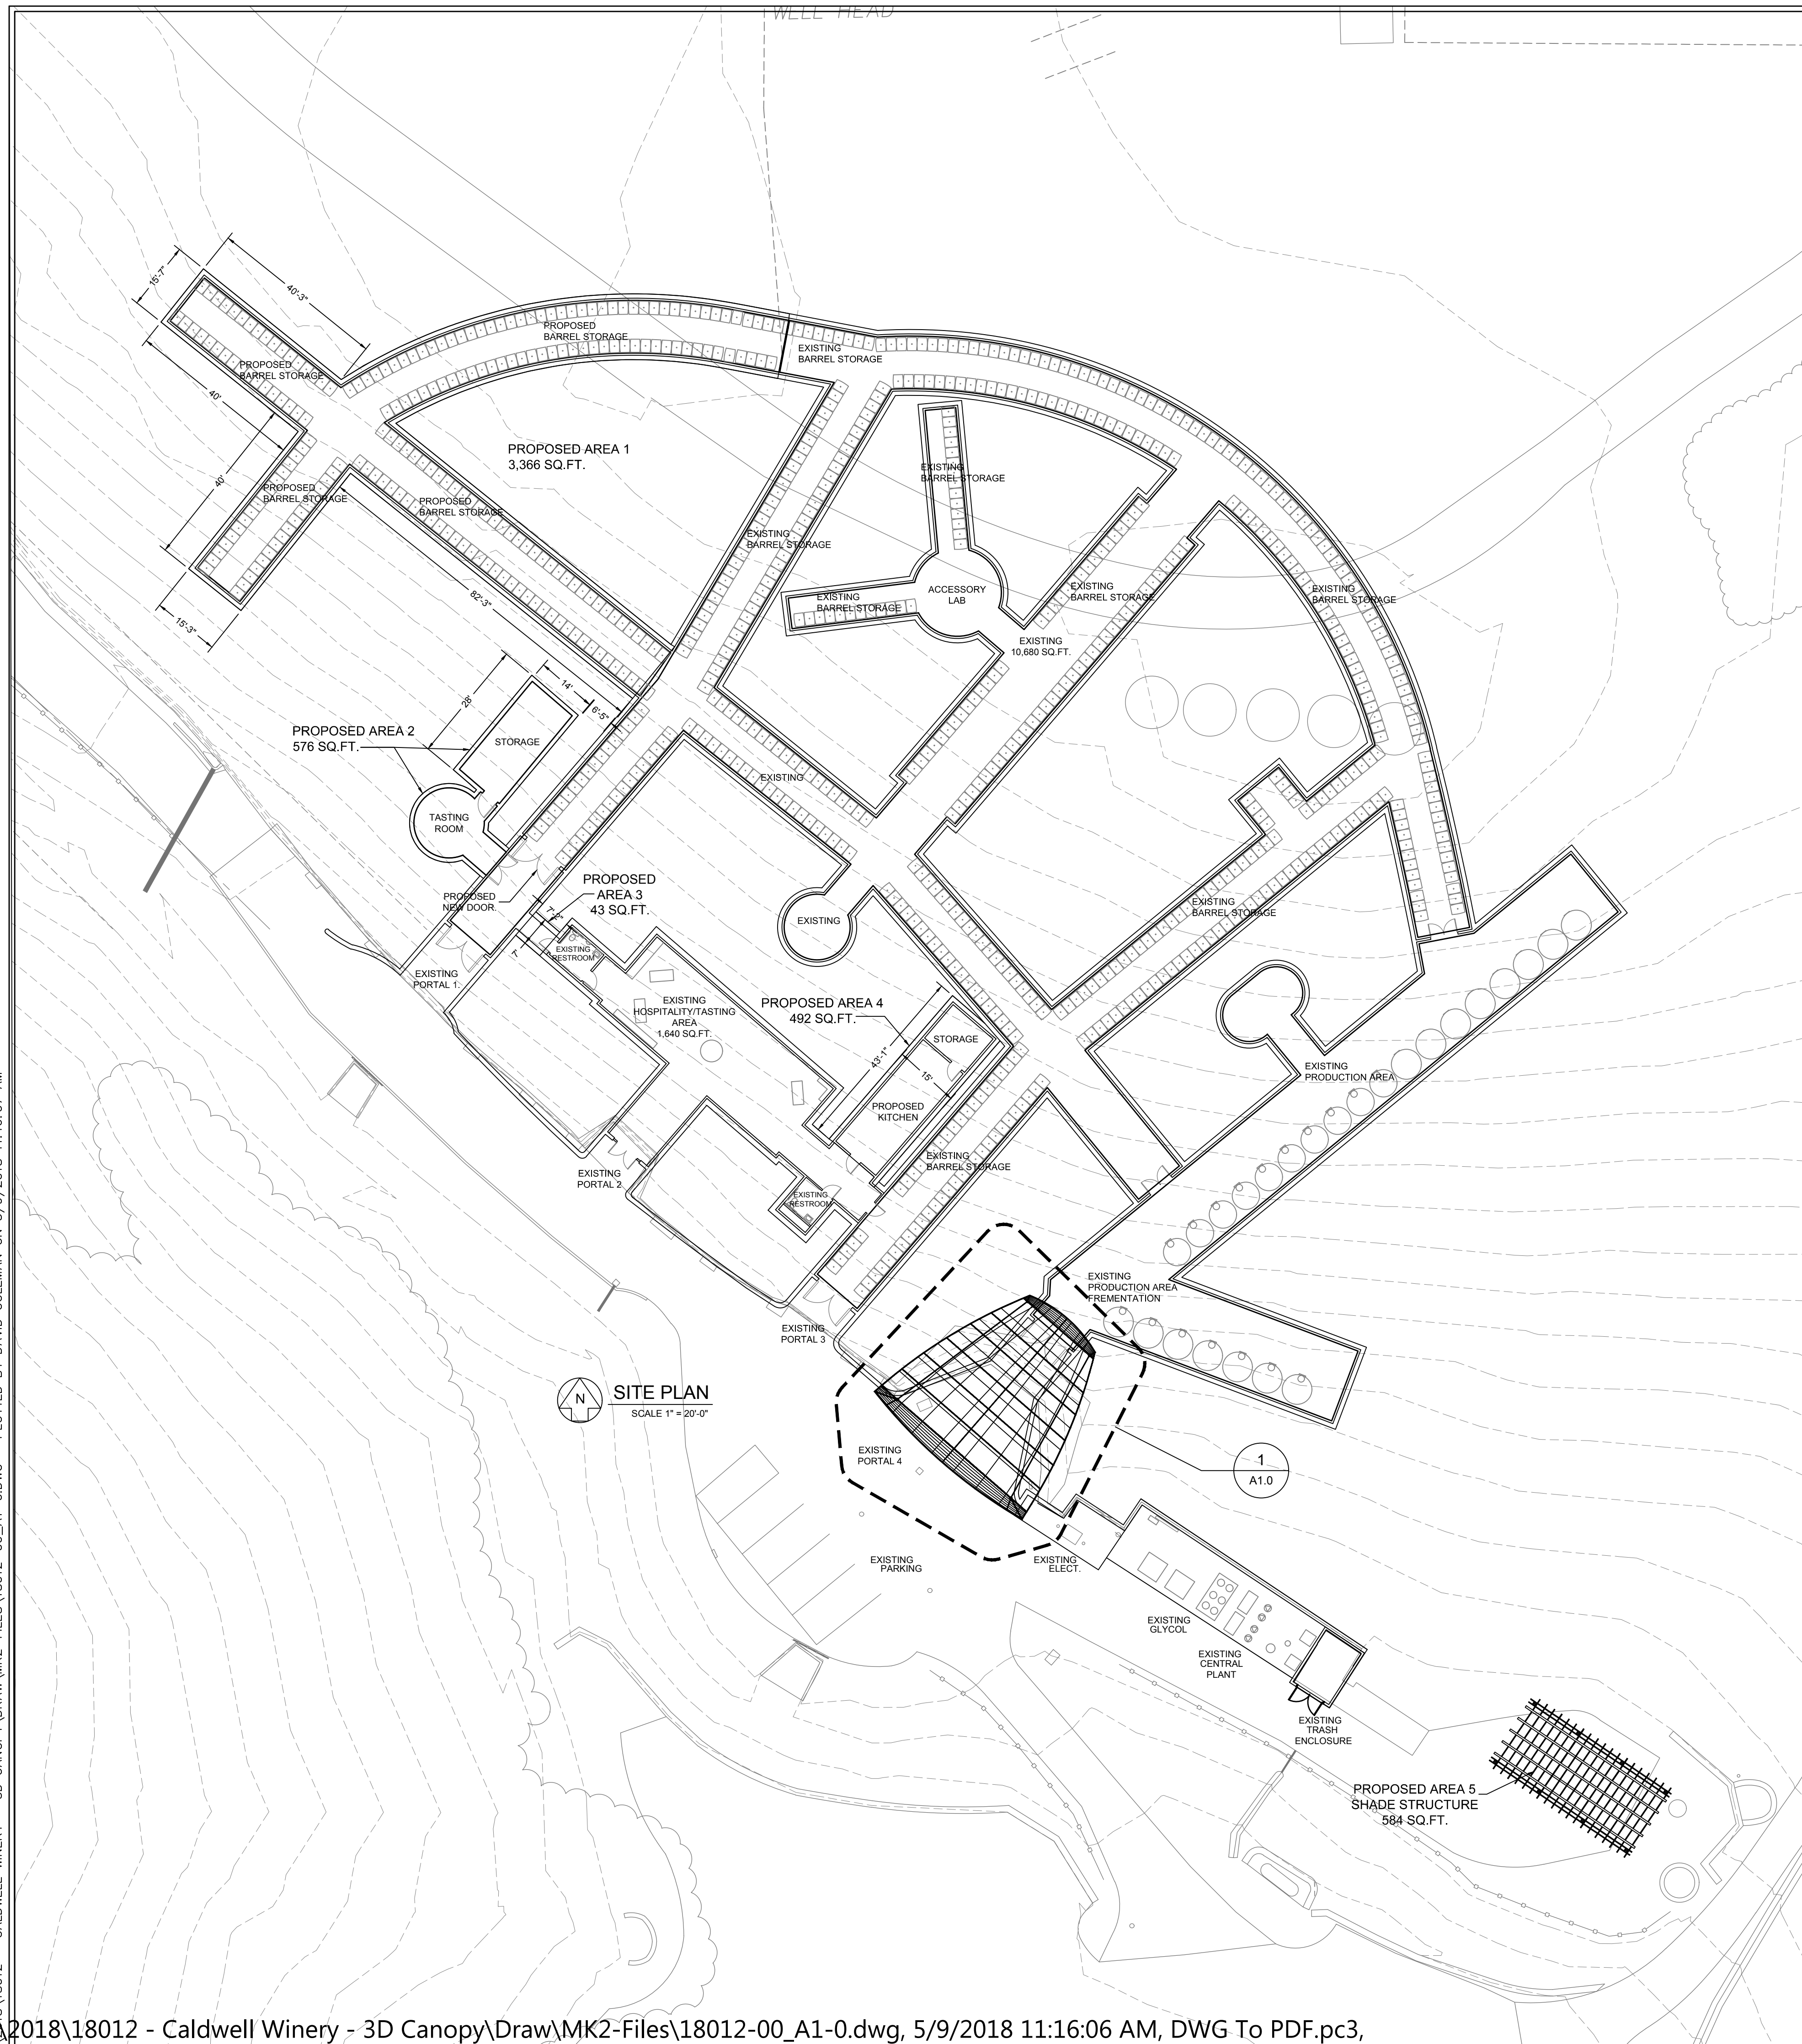 WELL HEAD
15'-7"
40'-3"
PROPOSED
BARREL STORAGE
EXISTING
BARREL STORAGE
PROPOSED
BARREL STORAGE
40'
PROPOSED AREA 1
3,366 SQ.FT.
EXISTING
BARREL STORAGE
40'
PROPOSED
BARREL STORAGE
PROPOSED
BARREL STORAGE
EXISTING
BARREL STORAGE
EXISTING
BARREL STORAGE
ACCESSORY
LAB
EXISTING
BARREL STORAGE
EXISTING
BARREL STORAGE
82'-3"
15'-3"
EXISTING
10,680 SQ.FT.
14'
6'-5"
28'
PROPOSED AREA 2
576 SQ.FT.
STORAGE
EXISTING
TASTING
ROOM
PROPOSED
AREA 3
43 SQ.FT.
PROPOSED
NEW DOOR.
7'-2"
7'
EXISTING
EXISTING
BARREL STORAGE
EXISTING
RESTROOM
EXISTING
PORTAL 1.
EXISTING
HOSPITALITY/TASTING
AREA
1,640 SQ.FT.
PROPOSED AREA 4
492 SQ.FT.
STORAGE
43'-1"
15'
EXISTING
PRODUCTION AREA
PROPOSED
KITCHEN
EXISTING
BARREL STORAGE
EXISTING
PORTAL 2
EXISTING
RESTROOM
EXISTING
PRODUCTION AREA
FREMENTATION
EXISTING
PORTAL 3
N
SITE PLAN
SCALE 1" = 20'-0"
EXISTING
PORTAL 4
1
A1.0
EXISTING
PARKING
EXISTING
ELECT.
EXISTING
GLYCOL
EXISTING
CENTRAL
PLANT
EXISTING
TRASH
ENCLOSURE
PROPOSED AREA 5
SHADE STRUCTURE
584 SQ.FT.
\2018\18012 - Caldwell Winery - 3D Canopy\Draw\MK2-Files\18012-00_A1-0.dwg, 5/9/2018 11:16:06 AM, DWG To PDF.pc3,